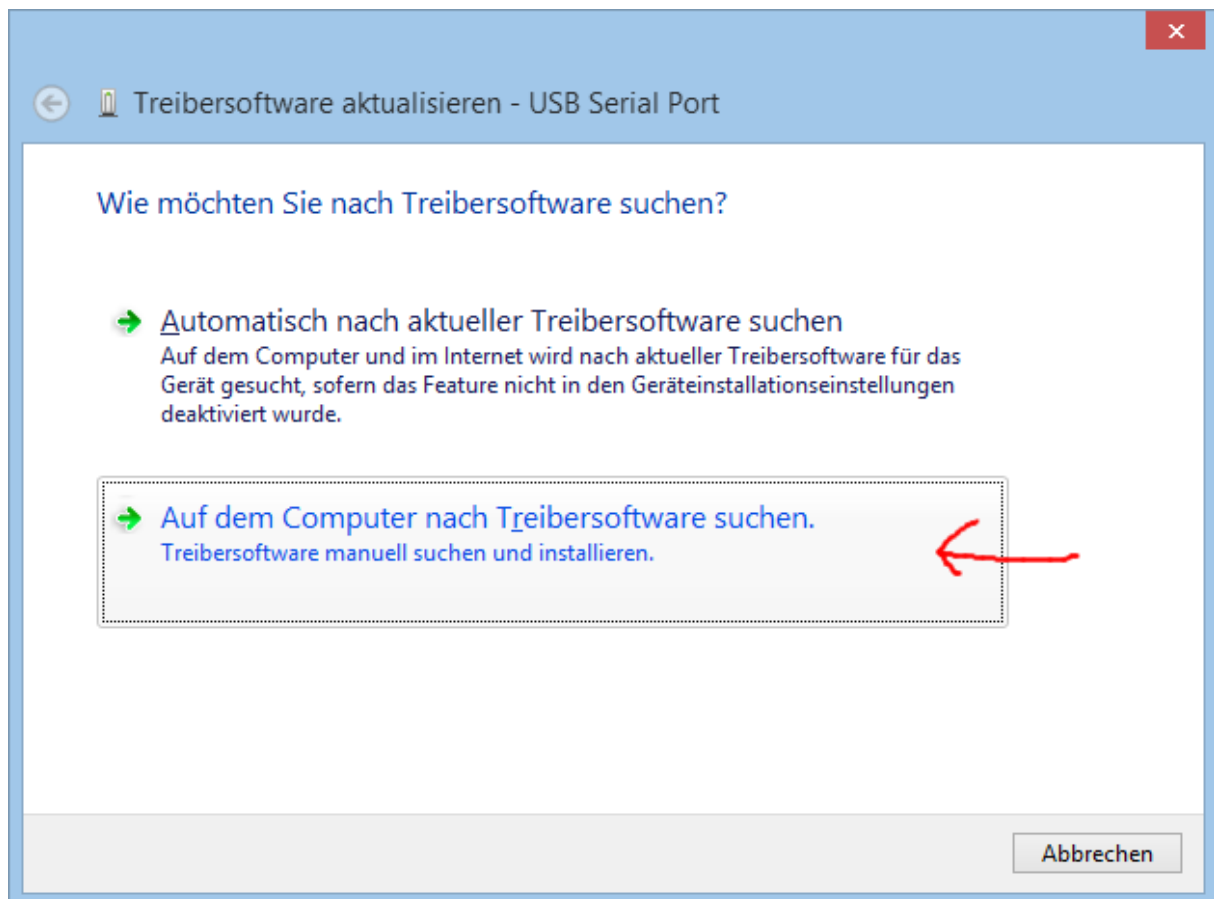 Treibersoftware aktualisieren - USB Serial Port
Wie möchten Sie nach Treibersoftware suchen?
Automatisch nach aktueller Treibersoftware suchen
Auf dem Computer und im Internet wird nach aktueller Treibersoftware für das
Gerät gesucht, sofern das Feature nicht in den Geräteinstallationseinstellungen
deaktiviert wurde.
Auf dem Computer nach Treibersoftware suchen.
Treibersoftware manuell suchen und installieren.
Abbrechen